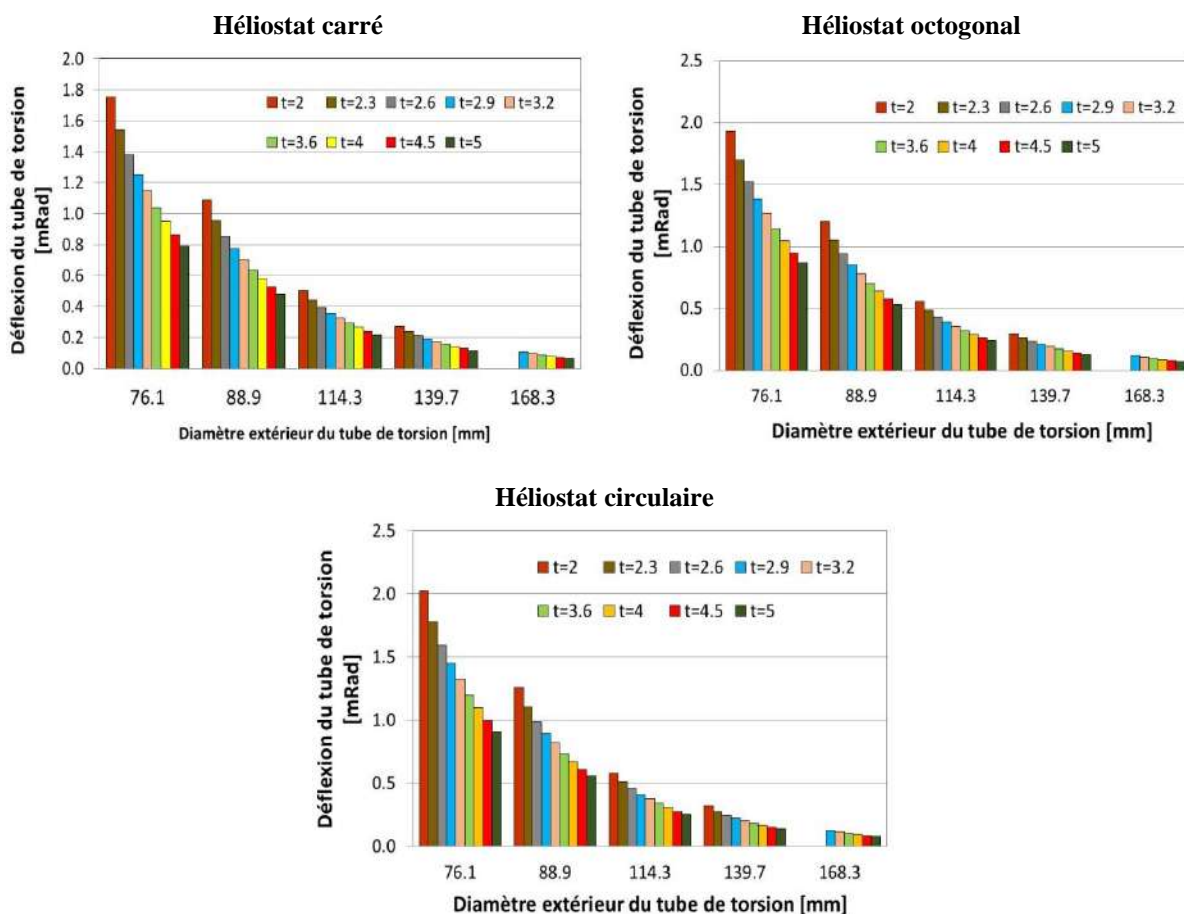 Héliostat carré
Déflexion du tube de torsion
[mRad]
2.0
1.8
1.6
1.4
1.2
1.0
0.8
0.6
0.4
0.2
0.0
t=2 t=2.3 t=2.6 t=2.9 t=3.2
t=3.6 t=4 t=4.5 t=5
76.1 88.9 114.3 139.7 168.3
Diamètre extérieur du tube de torsion [mm]
Héliostat octogonal
Déflexion du tube de torsion
[mRad]
2.5
2.0
1.5
1.0
0.5
0.0
t=2 t=2.3 t=2.6 t=2.9 t=3.2
t=3.6 t=4 t=4.5 t=5
76.1 88.9 114.3 139.7 168.3
Diamètre extérieur du tube de torsion [mm]
Héliostat circulaire
Déflexion du tube de torsion
[mRad]
2.5
2.0
1.5
1.0
0.5
0.0
t=2 t=2.3 t=2.6 t=2.9 t=3.2
t=3.6 t=4 t=4.5 t=5
76.1 88.9 114.3 139.7 168.3
Diamètre extérieur du tube de torsion [mm]